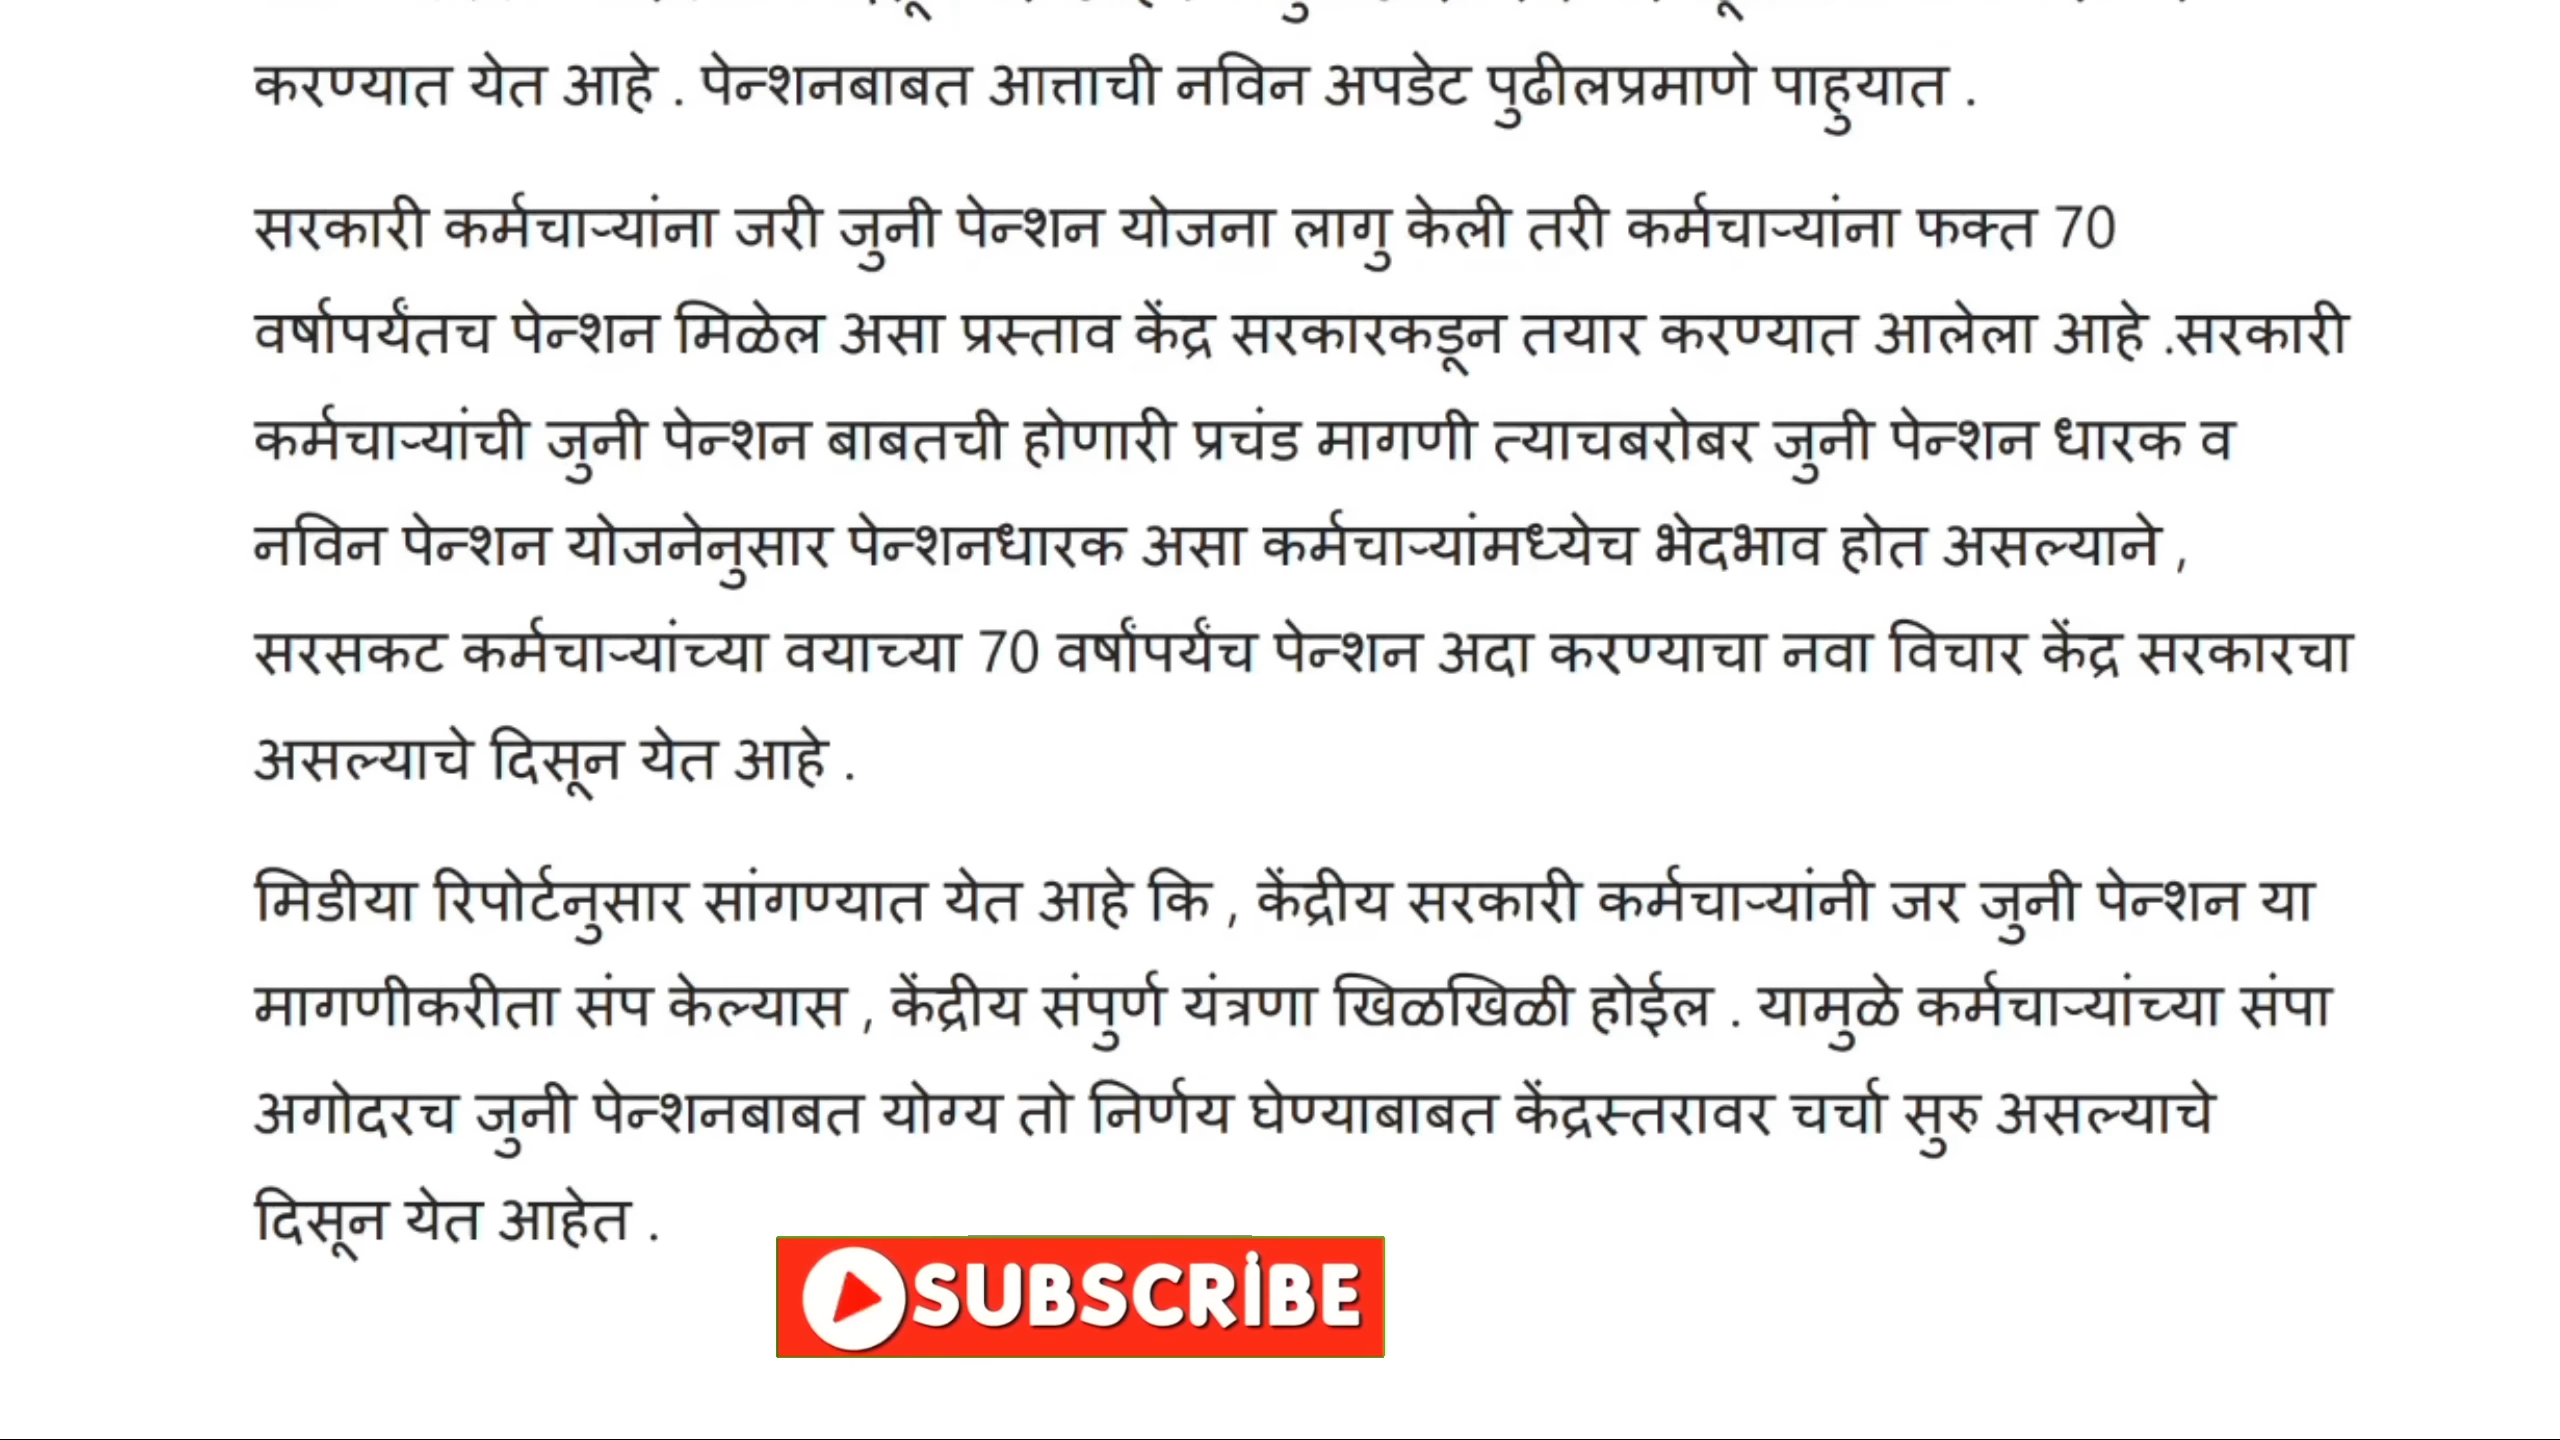 करण्यात येत आहे . पेन्शनबाबत आत्ताची नविन अपडेट पुढीलप्रमाणे पाहुयात .
सरकारी कर्मचाऱ्यांना जरी जुनी पेन्शन योजना लागु केली तरी कर्मचाऱ्यांना फक्त 70
वर्षापर्यंतच पेन्शन मिळेल असा प्रस्ताव केंद्र सरकारकडून तयार करण्यात आलेला आहे .सरकारी
कर्मचाऱ्यांची जुनी पेन्शन बाबतची होणारी प्रचंड मागणी त्याचबरोबर जुनी पेन्शन धारक व
नविन पेन्शन योजनेनुसार पेन्शनधारक असा कर्मचाऱ्यांमध्येच भेदभाव होत असल्याने ,
सरसकट कर्मचाऱ्यांच्या वयाच्या 70 वर्षांपर्यंच पेन्शन अदा करण्याचा नवा विचार केंद्र सरकारचा
असल्याचे दिसून येत आहे .
मिडीया रिपोर्टनुसार सांगण्यात येत आहे कि , केंद्रीय सरकारी कर्मचाऱ्यांनी जर जुनी पेन्शन या
मागणीकरीता संप केल्यास , केंद्रीय संपुर्ण यंत्रणा खिळखिळी होईल . यामुळे कर्मचाऱ्यांच्या संपा
अगोदरच जुनी पेन्शनबाबत योग्य तो निर्णय घेण्याबाबत केंद्रस्तरावर चर्चा सुरु असल्याचे
दिसून येत आहेत .
SUBSCRIBE